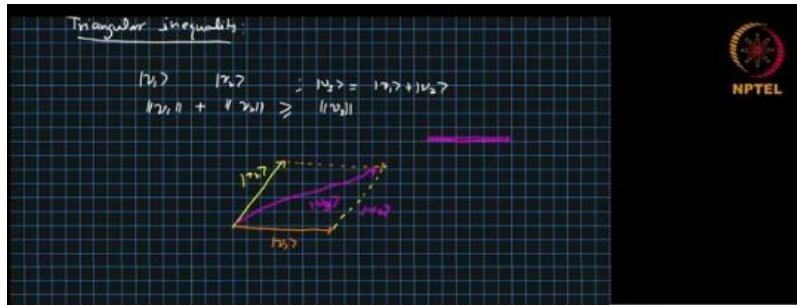 Triangular inequality:
|v₁⟩ |v₂⟩ ; |v₃⟩ = |v₁⟩+|v₂⟩
‖v₁‖ + ‖v₂‖ ≥ ‖v₃‖
|v₂⟩
|v₃⟩
|v₂⟩
|v₁⟩
NPTEL